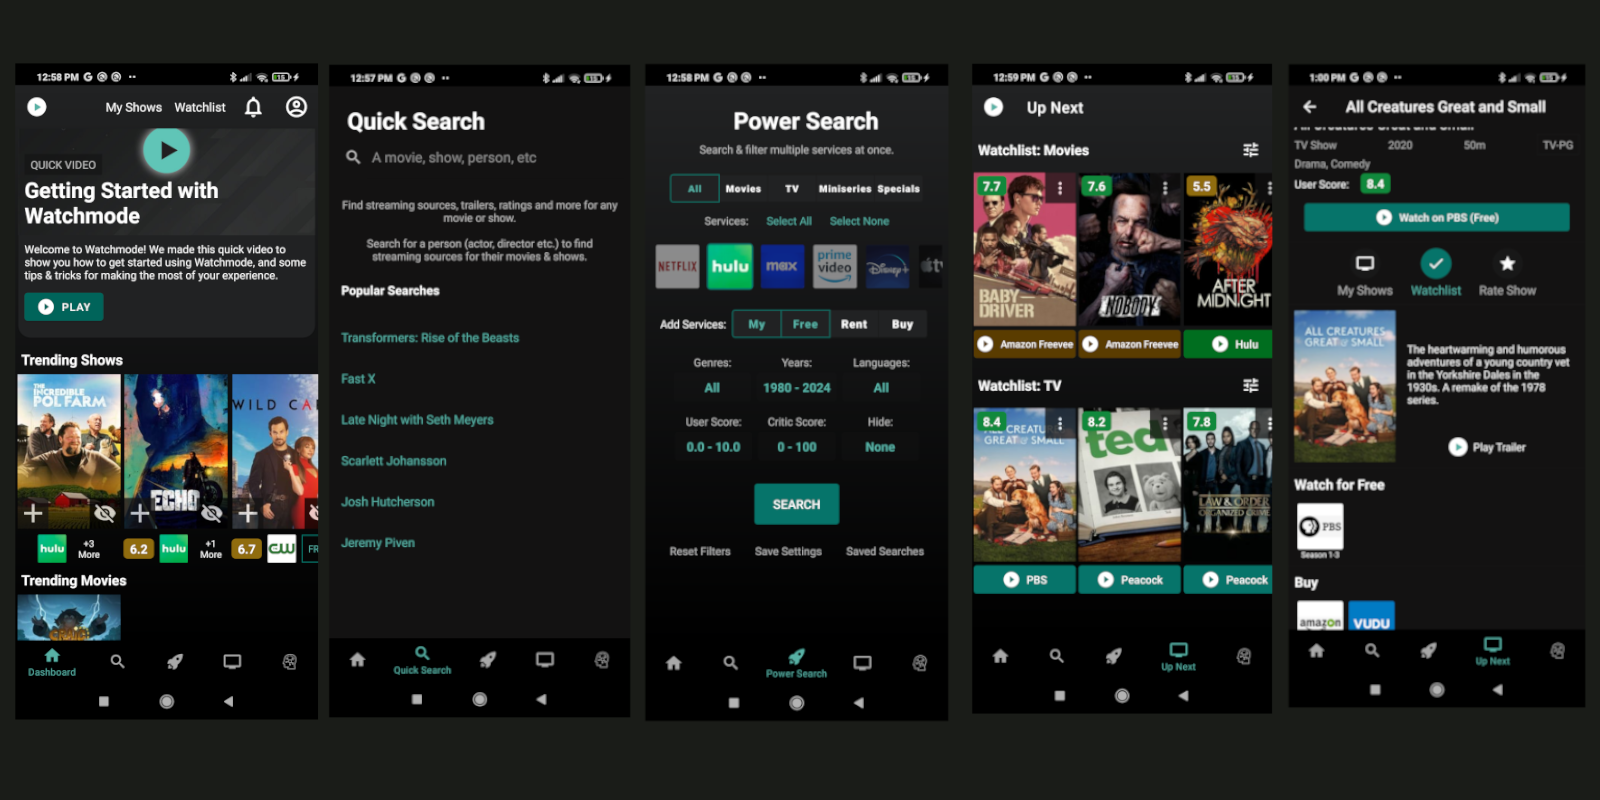 12:58 PM
My Shows Watchlist
QUICK VIDEO
Getting Started with
Watchmode
Welcome to Watchmode! We made this quick video to
show you how to get started using Watchmode, and some
tips & tricks for making the most of your experience.
PLAY
Trending Shows
THE
INCREDIBLE
POL FARM
ECHO
WILD CA
hulu +3
More
6.2 hulu +1
More
6.7 CW FR
Trending Movies
Dashboard
12:57 PM
Quick Search
A movie, show, person, etc
Find streaming sources, trailers, ratings and more for any
movie or show.
Search for a person (actor, director etc.) to find
streaming sources for their movies & shows.
Popular Searches
Transformers: Rise of the Beasts
Fast X
Late Night with Seth Meyers
Scarlett Johansson
Josh Hutcherson
Jeremy Piven
Quick Search
12:58 PM
Power Search
Search & filter multiple services at once.
All Movies TV Miniseries Specials
Services: Select All Select None
NETFLIX hulu max prime video Disney+ tv
Add Services: My Free Rent Buy
Genres: Years: Languages:
All 1980 - 2024 All
User Score: Critic Score: Hide:
0.0 - 10.0 0 - 100 None
SEARCH
Reset Filters Save Settings Saved Searches
Power Search
12:59 PM
Up Next
Watchlist: Movies
7.7 7.6 5.5
BABY
DRIVER
NOBODY
AFTER
MIDNIGHT
Amazon Freevee Amazon Freevee Hulu
Watchlist: TV
8.4 8.2 7.8
ALL CREATU
GREAT & SMALL
ted
LAW & ORDER
ORGANIZED CRIME
PBS Peacock Peacock
Up Next
1:00 PM
All Creatures Great and Small
All Creatures Great and Small
TV Show 2020 50m TV-PG
Drama, Comedy
User Score: 8.4
Watch on PBS (Free)
My Shows Watchlist Rate Show
ALL CREATURES
GREAT & SMALL
The heartwarming and humorous
adventures of a young country vet
in the Yorkshire Dales in the
1930s. A remake of the 1978
series.
Play Trailer
Watch for Free
PBS
Season 1-3
Buy
amazon VUDU
Up Next